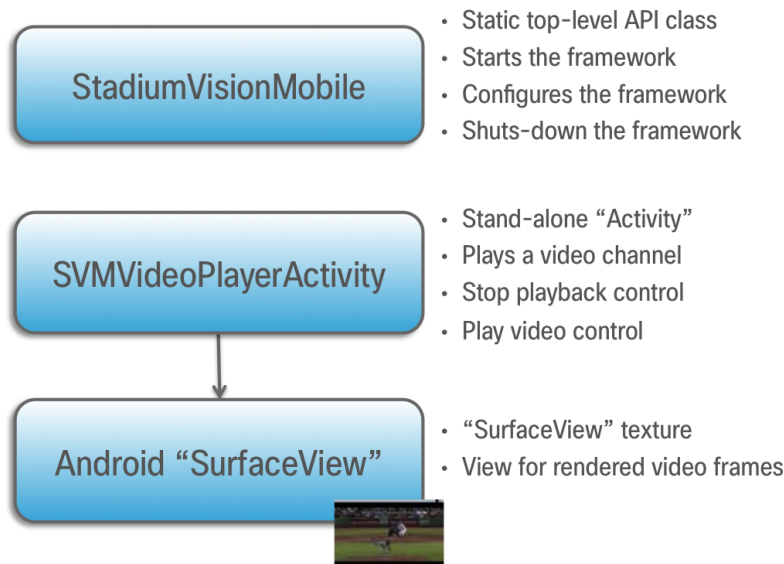 StadiumVisionMobile
• Static top-level API class
• Starts the framework
• Configures the framework
• Shuts-down the framework
SVMVideoPlayerActivity
• Stand-alone “Activity”
• Plays a video channel
• Stop playback control
• Play video control
Android “SurfaceView”
• “SurfaceView” texture
• View for rendered video frames